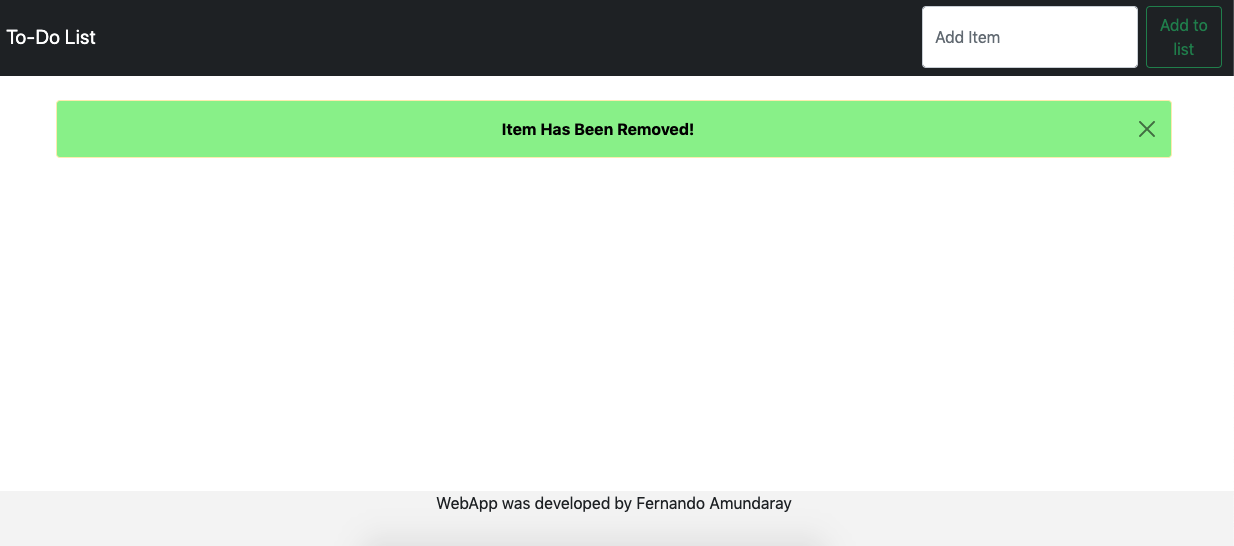 To-Do List
Add Item
Add to
list
Item Has Been Removed!
WebApp was developed by Fernando Amundaray